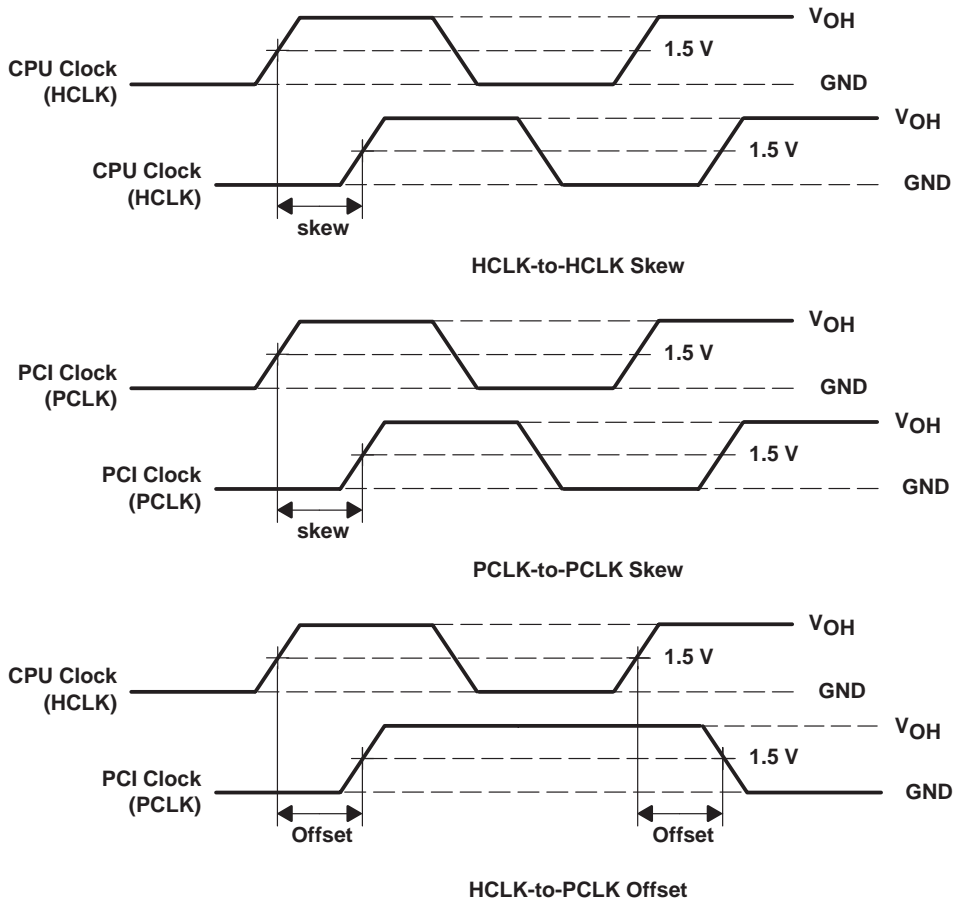 VOH
1.5 V
CPU Clock
(HCLK)
GND
VOH
1.5 V
CPU Clock
(HCLK)
GND
skew
HCLK-to-HCLK Skew
VOH
1.5 V
PCI Clock
(PCLK)
GND
VOH
1.5 V
PCI Clock
(PCLK)
GND
skew
PCLK-to-PCLK Skew
VOH
1.5 V
CPU Clock
(HCLK)
GND
VOH
1.5 V
PCI Clock
(PCLK)
GND
Offset
Offset
HCLK-to-PCLK Offset